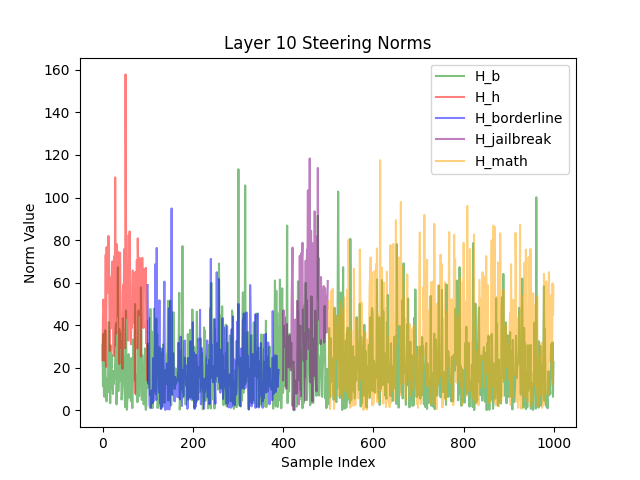 Layer 10 Steering Norms
H_b
H_h
H_borderline
H_jailbreak
H_math
Norm Value
160
140
120
100
80
60
40
20
0
0
200
400
600
800
1000
Sample Index